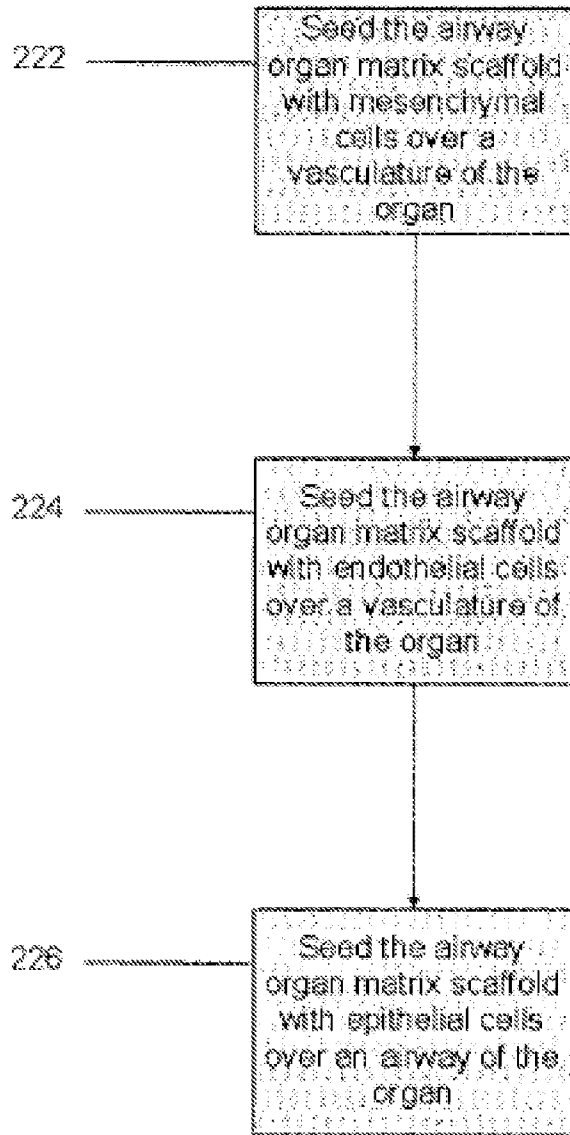 222
Seed the airway
organ matrix scaffold
with mesenchymal
cells over a
vasculature of the
organ
224
Seed the airway
organ matrix scaffold
with endothelial cells
over a vasculature of
the organ
226
Seed the airway
organ matrix scaffold
with epithelial cells
over an airway of the
organ